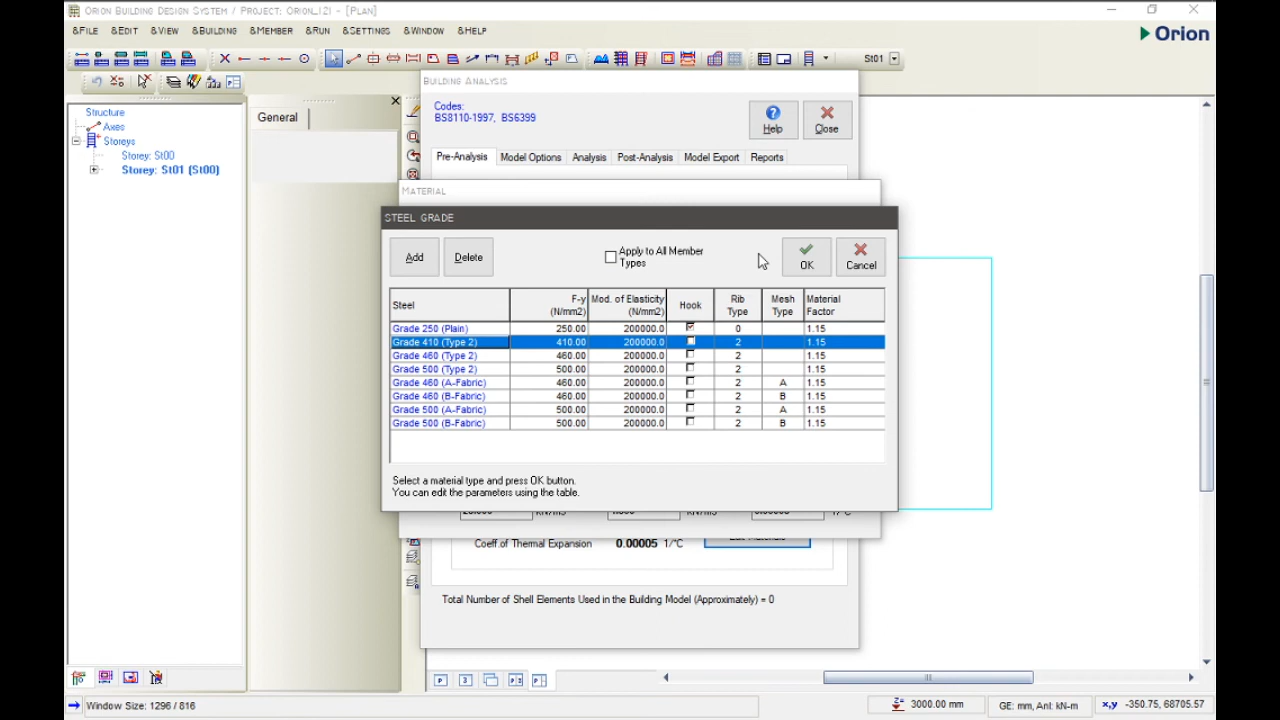 Orion Building Design System / Project: Orion_121 - [Plan]
&File &Edit &View &Building &Member &Run &Settings &Window &Help
Orion
St01
Structure
Axes
Storeys
Storey: St00
Storey: St01 (St00)
General
Building Analysis
Codes:
BS8110-1997, BS6399
Help
Close
Pre-Analysis Model Options Analysis Post-Analysis Model Export Reports
Material
Steel Grade
Add
Delete
Apply to All Member
Types
OK
Cancel
Steel F-y (N/mm2) Mod. of Elasticity (N/mm2) Hook Rib Type Mesh Type Material Factor
Grade 250 (Plain) 250.00 200000.0 0 1.15
Grade 410 (Type 2) 410.00 200000.0 2 1.15
Grade 460 (Type 2) 460.00 200000.0 2 1.15
Grade 500 (Type 2) 500.00 200000.0 2 1.15
Grade 460 (A-Fabric) 460.00 200000.0 2 A 1.15
Grade 460 (B-Fabric) 460.00 200000.0 2 B 1.15
Grade 500 (A-Fabric) 500.00 200000.0 2 A 1.15
Grade 500 (B-Fabric) 500.00 200000.0 2 B 1.15
Select a material type and press OK button.
You can edit the parameters using the table.
Coeff.of Thermal Expansion 0.00005 1/°C
Total Number of Shell Elements Used in the Building Model (Approximately) = 0
Window Size: 1296 / 816
3000.00 mm
GE: mm, Anl: kN-m
x,y -350.75, 68705.57